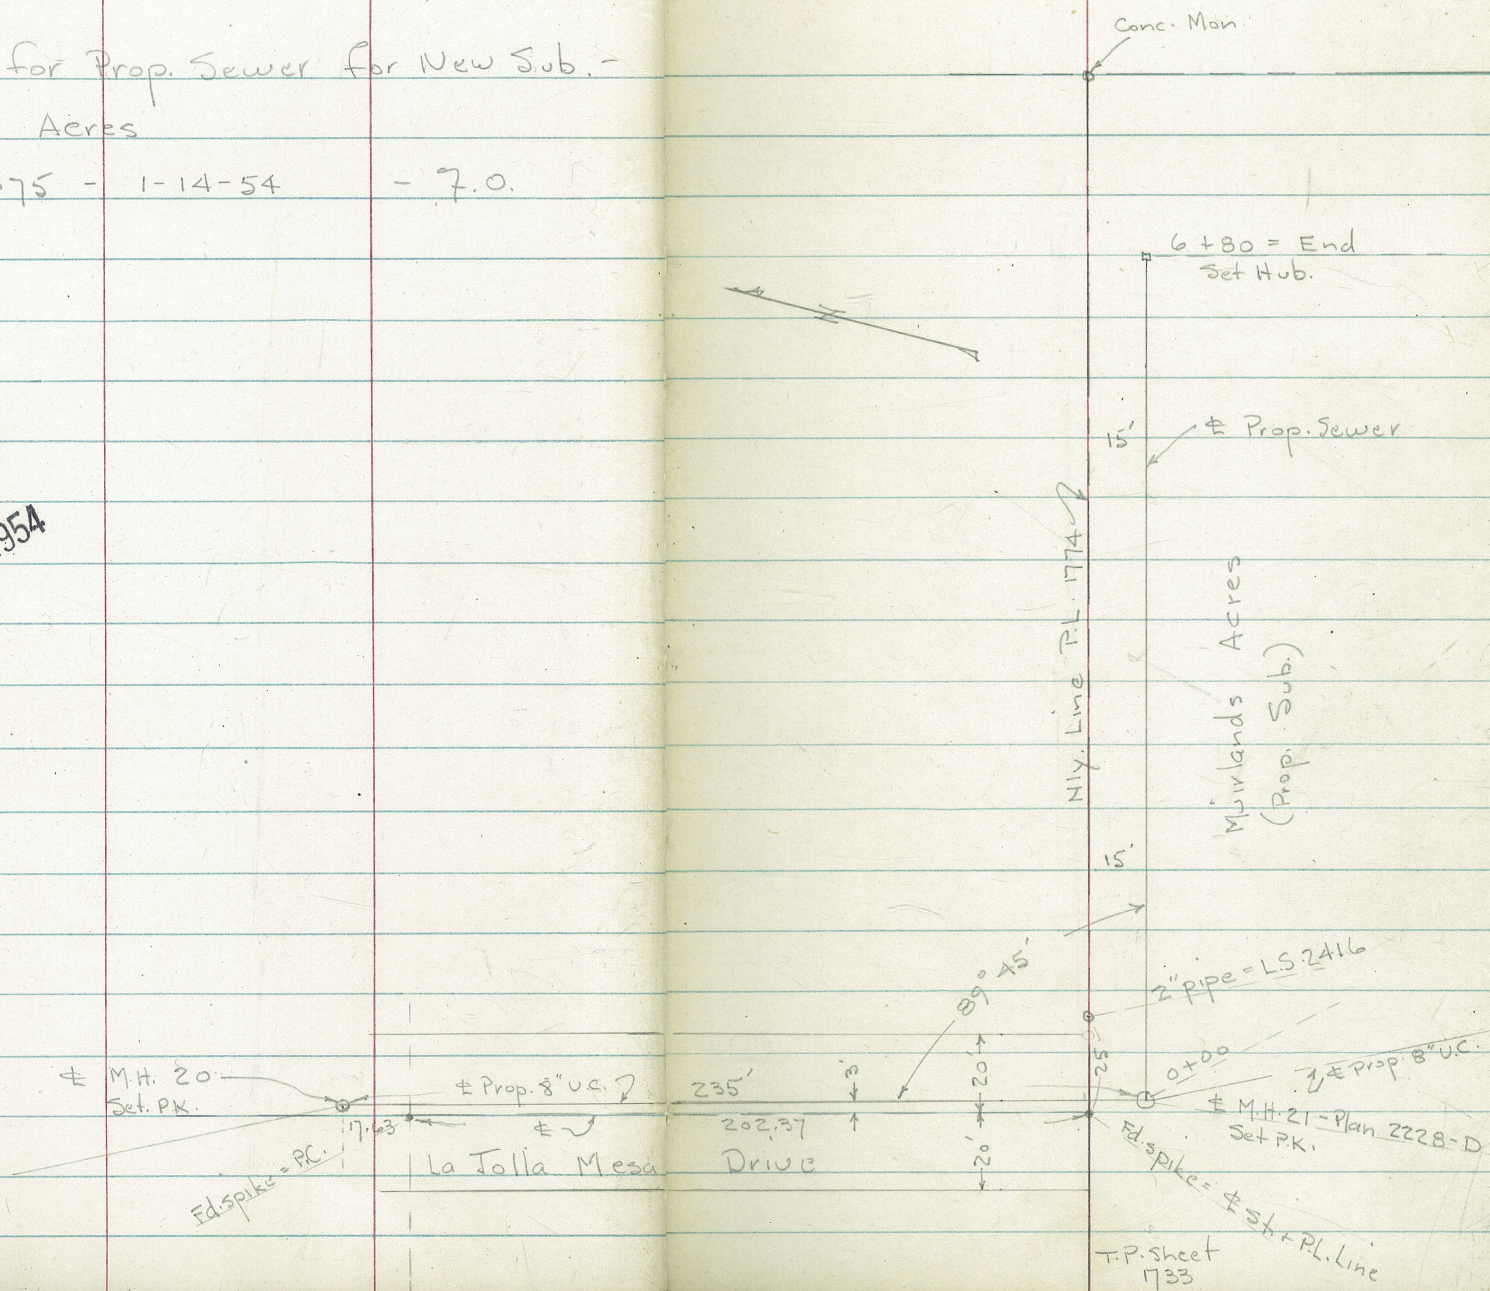 for Prop. Sewer for New Sub.-
Acres
75 - 1-14-54 - 7.0.
954
Conc. Mon.
6+80 = End
Set Hub.
15'
℄ Prop. Sewer
Nly. Line P.L. 1774
Muirlands Acres
(Prop. Sub.)
15'
89° 45'
2" pipe = L.S. 2416
25
0+00
℄ Prop. 8" V.C.
℄ M.H. 20
Set. P.K.
℄ Prop. 8" V.C.
235'
3'
20'
℄ M.H. 21 - Plan 2228-D
Set P.K.
17.63
℄
202.37
20'
La Jolla Mesa Drive
Fd. spike = P.C.
Fd. spike = ℄ St. + P.L. Line
T.P. Sheet
1733